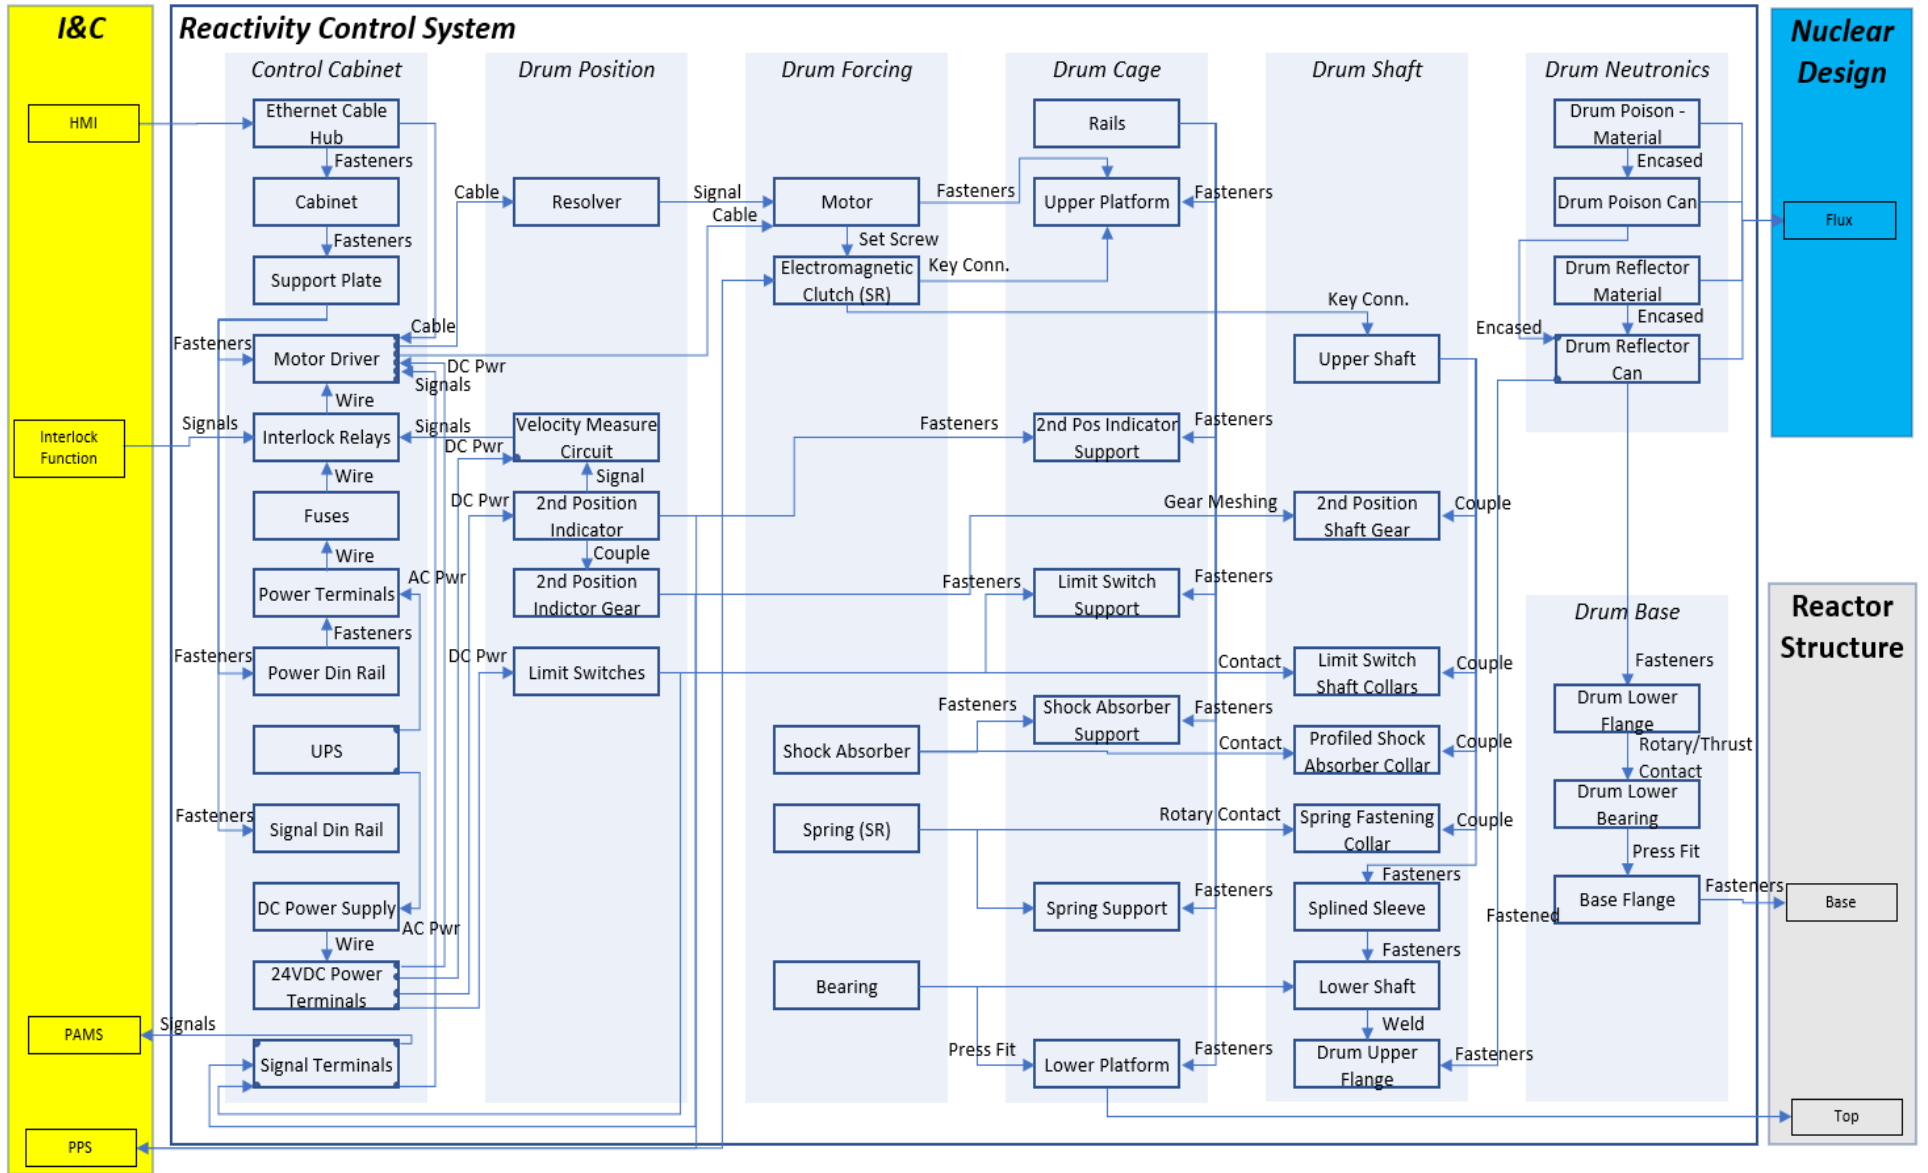 I&C
Reactivity Control System
Nuclear
Design
Control Cabinet
Drum Position
Drum Forcing
Drum Cage
Drum Shaft
Drum Neutronics
HMI
Ethernet Cable
Hub
Rails
Drum Poison -
Material
Fasteners
Encased
Cabinet
Cable
Resolver
Signal
Motor
Fasteners
Upper Platform
Fasteners
Drum Poison Can
Flux
Cable
Fasteners
Set Screw
Support Plate
Electromagnetic
Clutch (SR)
Key Conn.
Drum Reflector
Material
Key Conn.
Encased
Cable
Encased
Fasteners
Motor Driver
Upper Shaft
Drum Reflector
Can
DC Pwr
Signals
Wire
Signals
Interlock
Function
Interlock Relays
Signals
Velocity Measure
Circuit
Fasteners
2nd Pos Indicator
Support
Fasteners
DC Pwr
Wire
Signal
DC Pwr
Fuses
2nd Position
Indicator
Gear Meshing
2nd Position
Shaft Gear
Couple
Wire
Couple
AC Pwr
Power Terminals
2nd Position
Indictor Gear
Fasteners
Limit Switch
Support
Fasteners
Drum Base
Reactor
Structure
Fasteners
Fasteners
Power Din Rail
DC Pwr
Limit Switches
Contact
Limit Switch
Shaft Collars
Couple
Fasteners
Drum Lower
Flange
Fasteners
Shock Absorber
Support
Fasteners
UPS
Shock Absorber
Contact
Profiled Shock
Absorber Collar
Couple
Rotary/Thrust
Contact
Drum Lower
Bearing
Fasteners
Signal Din Rail
Spring (SR)
Rotary Contact
Spring Fastening
Collar
Couple
Press Fit
Fasteners
DC Power Supply
Spring Support
Fasteners
Splined Sleeve
Fastened
Base Flange
Fasteners
Base
AC Pwr
Wire
Fasteners
24VDC Power
Terminals
Bearing
Lower Shaft
Weld
PAMS
Signals
Signal Terminals
Press Fit
Lower Platform
Fasteners
Drum Upper
Flange
Fasteners
Top
PPS